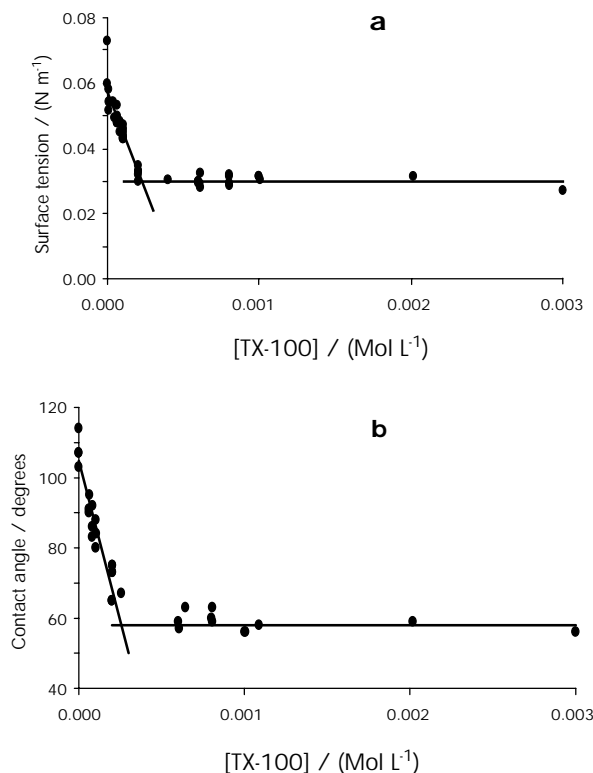 a
0.08
0.06
0.04
0.02
0.00
Surface tension / (N m-1)
0.000 0.001 0.002 0.003
[TX-100] / (Mol L-1)
b
120
100
80
60
40
Contact angle / degrees
0.000 0.001 0.002 0.003
[TX-100] / (Mol L-1)